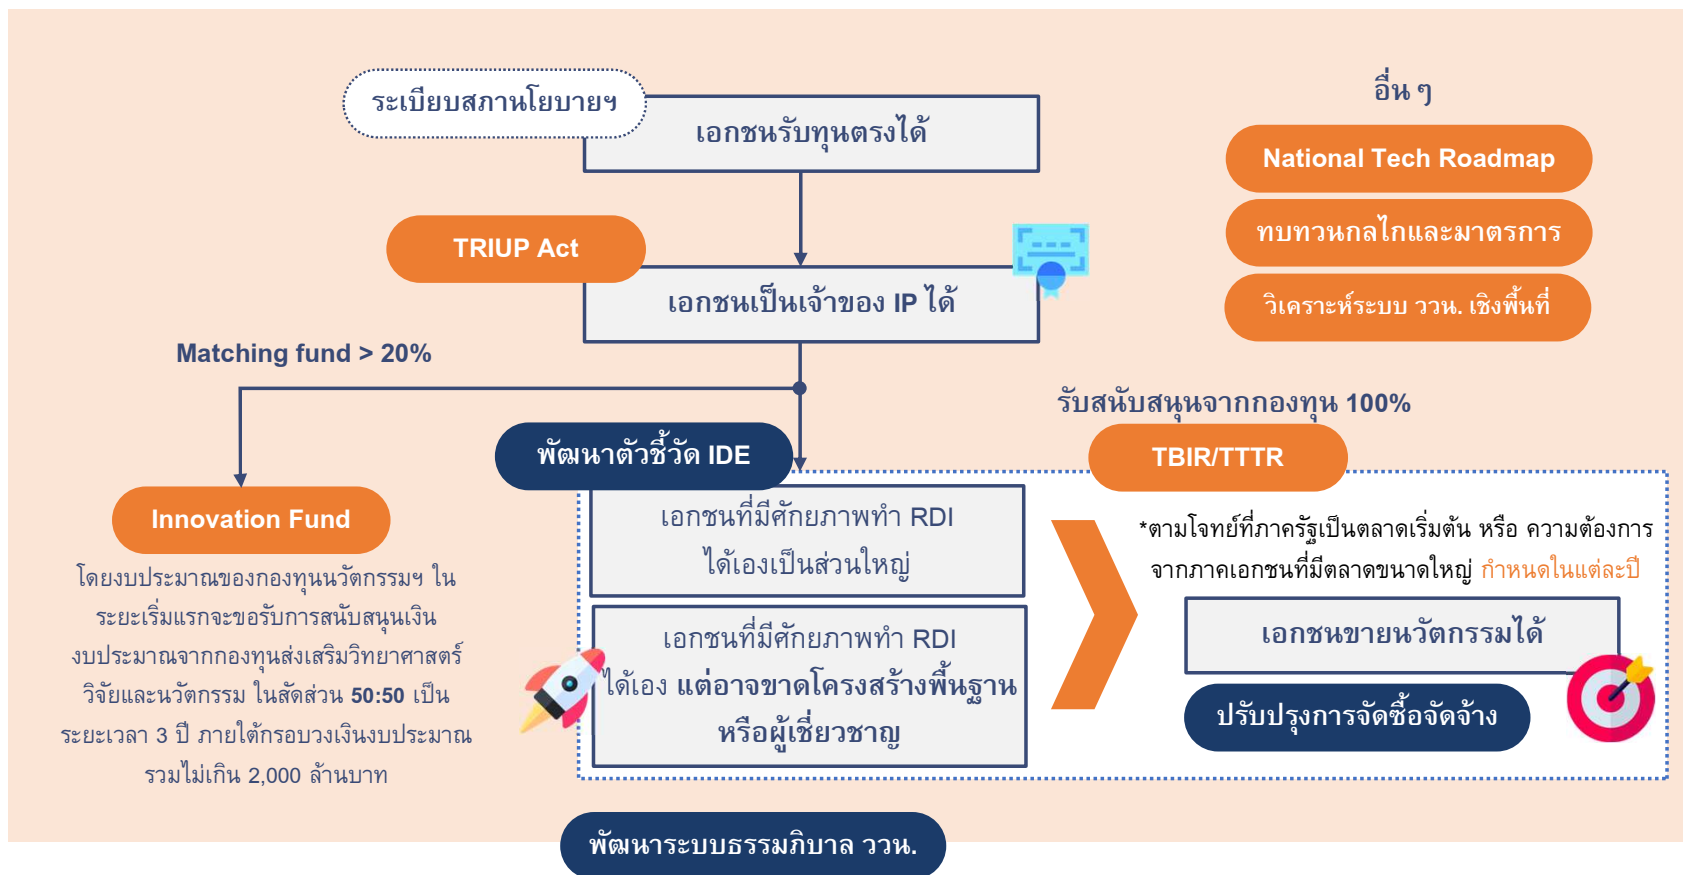 ระเบียบสภานโยบายฯ
เอกชนรับทุนตรงได้
TRIUP Act
เอกชนเป็นเจ้าของ IP ได้
อื่น ๆ
National Tech Roadmap
ทบทวนกลไกและมาตรการ
วิเคราะห์ระบบ ววน. เชิงพื้นที่
Matching fund > 20%
Innovation Fund
โดยงบประมาณของกองทุนนวัตกรรมฯ ใน
ระยะเริ่มแรกจะขอรับการสนับสนุนเงิน
งบประมาณจากกองทุนส่งเสริมวิทยาศาสตร์
วิจัยและนวัตกรรม ในสัดส่วน 50:50 เป็น
ระยะเวลา 3 ปี ภายใต้กรอบวงเงินงบประมาณ
รวมไม่เกิน 2,000 ล้านบาท
พัฒนาตัวชี้วัด IDE
เอกชนที่มีศักยภาพทำ RDI
ได้เองเป็นส่วนใหญ่
เอกชนที่มีศักยภาพทำ RDI
ได้เอง แต่อาจขาดโครงสร้างพื้นฐาน
หรือผู้เชี่ยวชาญ
รับสนับสนุนจากกองทุน 100%
TBIR/TTTR
*ตามโจทย์ที่ภาครัฐเป็นตลาดเริ่มต้น หรือ ความต้องการ
จากภาคเอกชนที่มีตลาดขนาดใหญ่ กำหนดในแต่ละปี
เอกชนขายนวัตกรรมได้
ปรับปรุงการจัดซื้อจัดจ้าง
พัฒนาระบบธรรมภิบาล ววน.